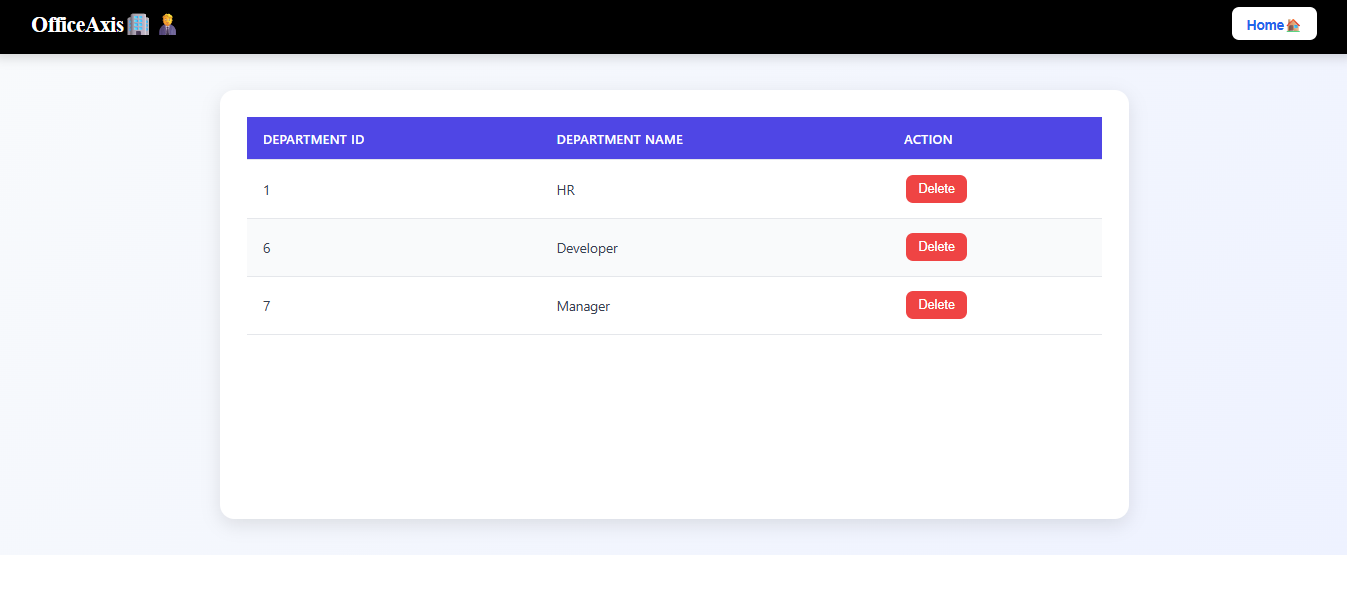 OfficeAxis🏢 🤵 Home🏠
DEPARTMENT ID DEPARTMENT NAME ACTION
1 HR Delete
6 Developer Delete
7 Manager Delete